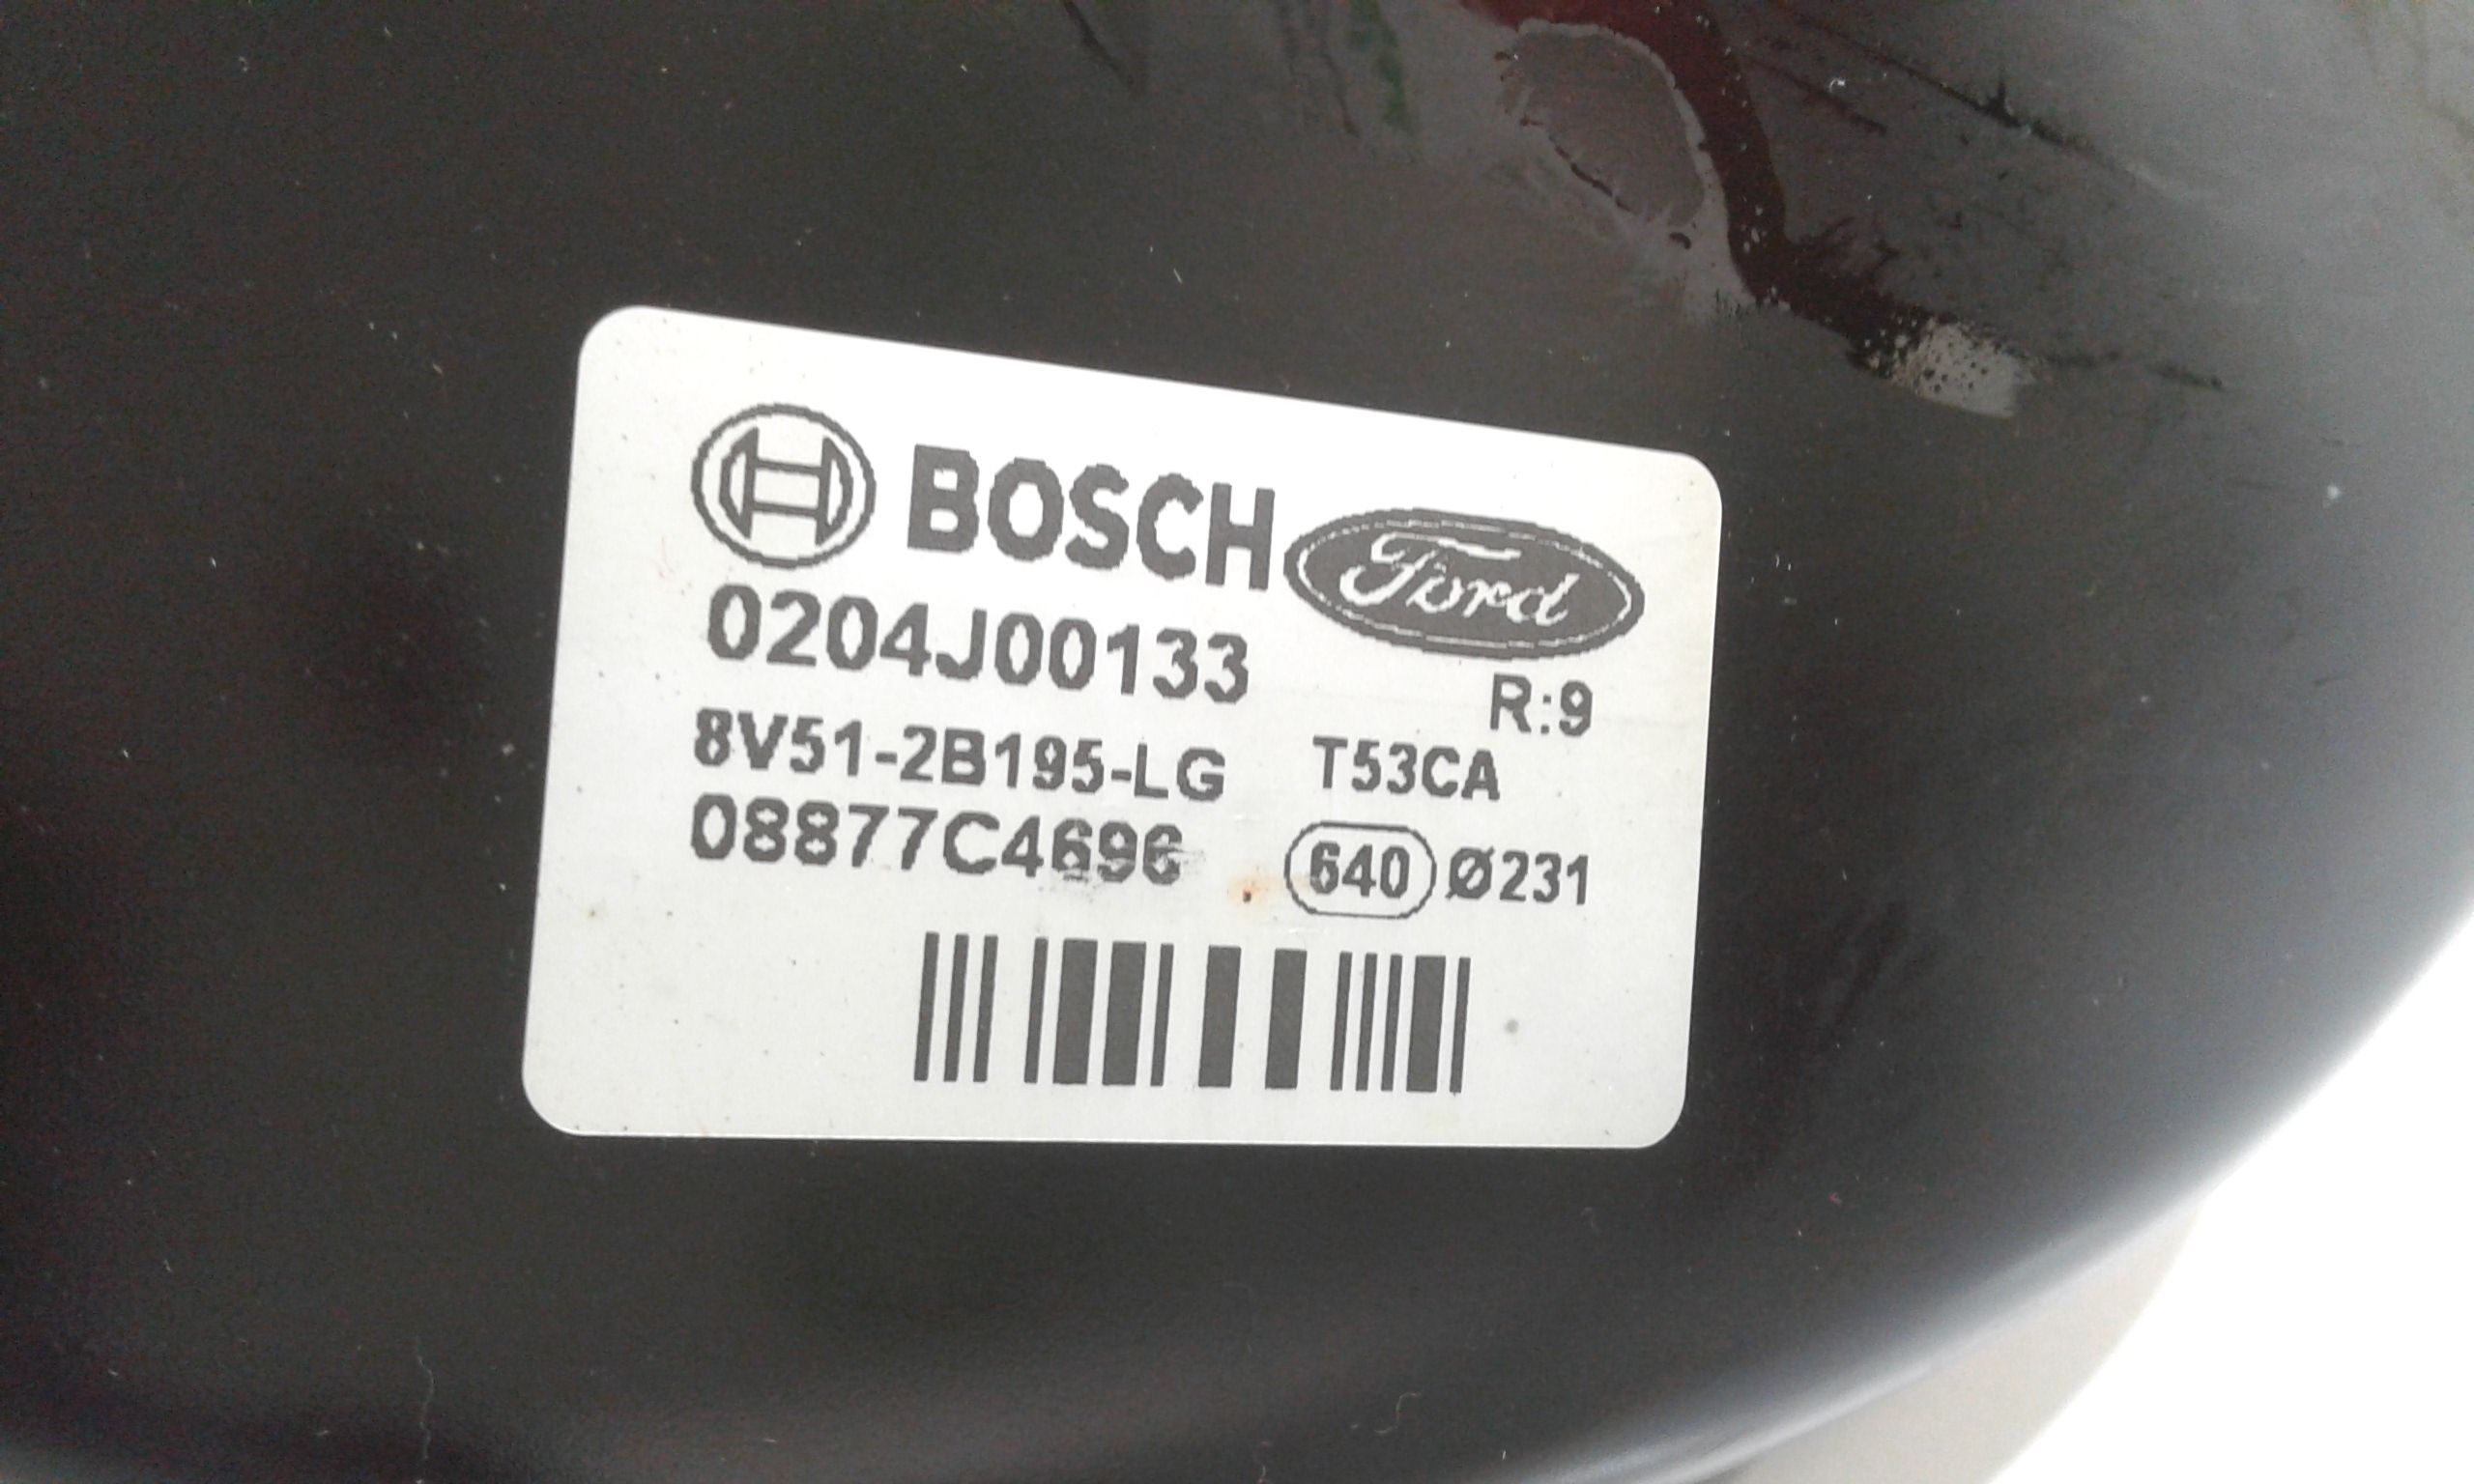 BOSCH Ford
0204J00133
R:9
8V51-2B195-LG T53CA
08877C4696 640 Ø231